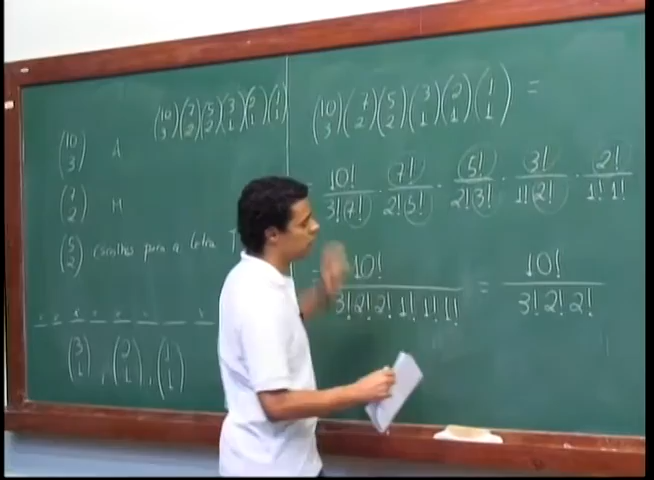 (10 3) A
(7 2) M
(5 2) Escolhos para a letra T
(3 1), (2 1), (1 1)
(10 3)(7 2)(5 2)(3 1)(2 1)(1 1)
(10 3)(7 2)(5 2)(3 1)(2 1)(1 1) =
10!/3!7! · 7!/2!5! · 5!/2!3! · 3!/1!2! · 2!/1!1!
= 10!/3!2!2!1!1!1! = 10!/3!2!2!